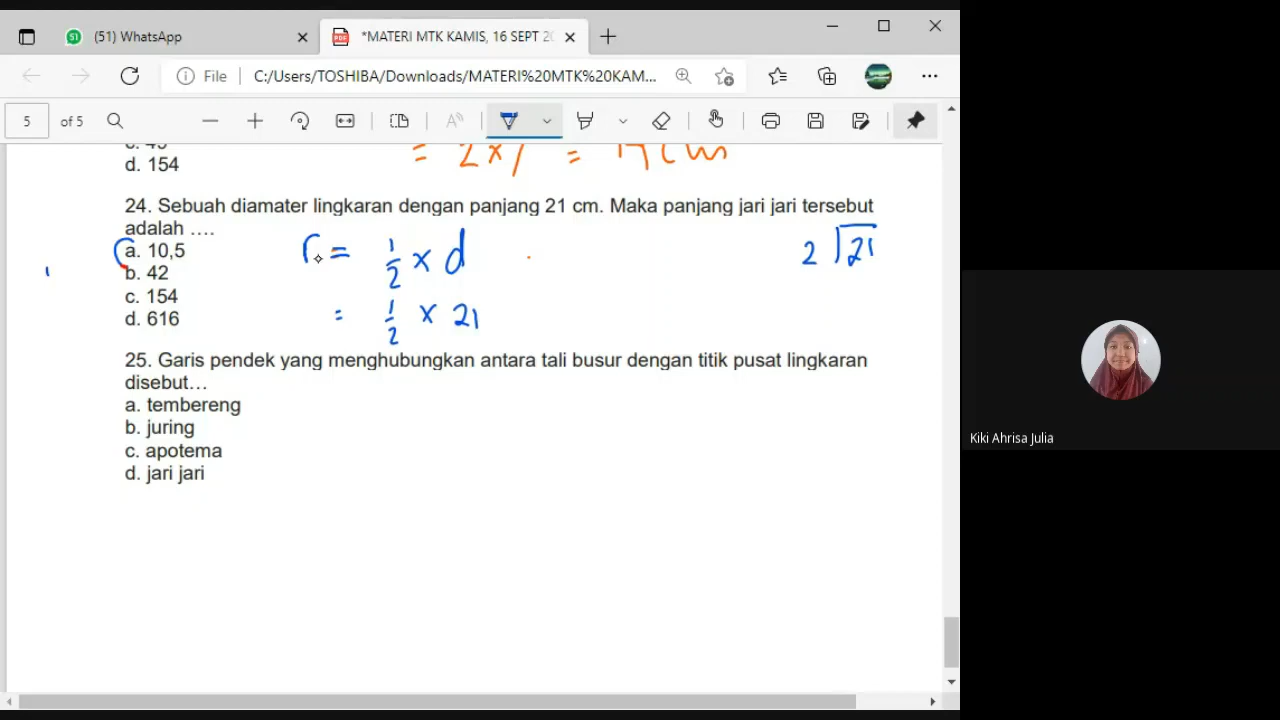 (51) WhatsApp
*MATERI MTK KAMIS, 16 SEPT 20
File
C:/Users/TOSHIBA/Downloads/MATERI%20MTK%20KAM...
5 of 5
d. 154
24. Sebuah diamater lingkaran dengan panjang 21 cm. Maka panjang jari jari tersebut
adalah ....
a. 10,5
b. 42
c. 154
d. 616
r = 1/2 x d
= 1/2 x 21
2 21
25. Garis pendek yang menghubungkan antara tali busur dengan titik pusat lingkaran
disebut…
a. tembereng
b. juring
c. apotema
d. jari jari
Kiki Ahrisa Julia